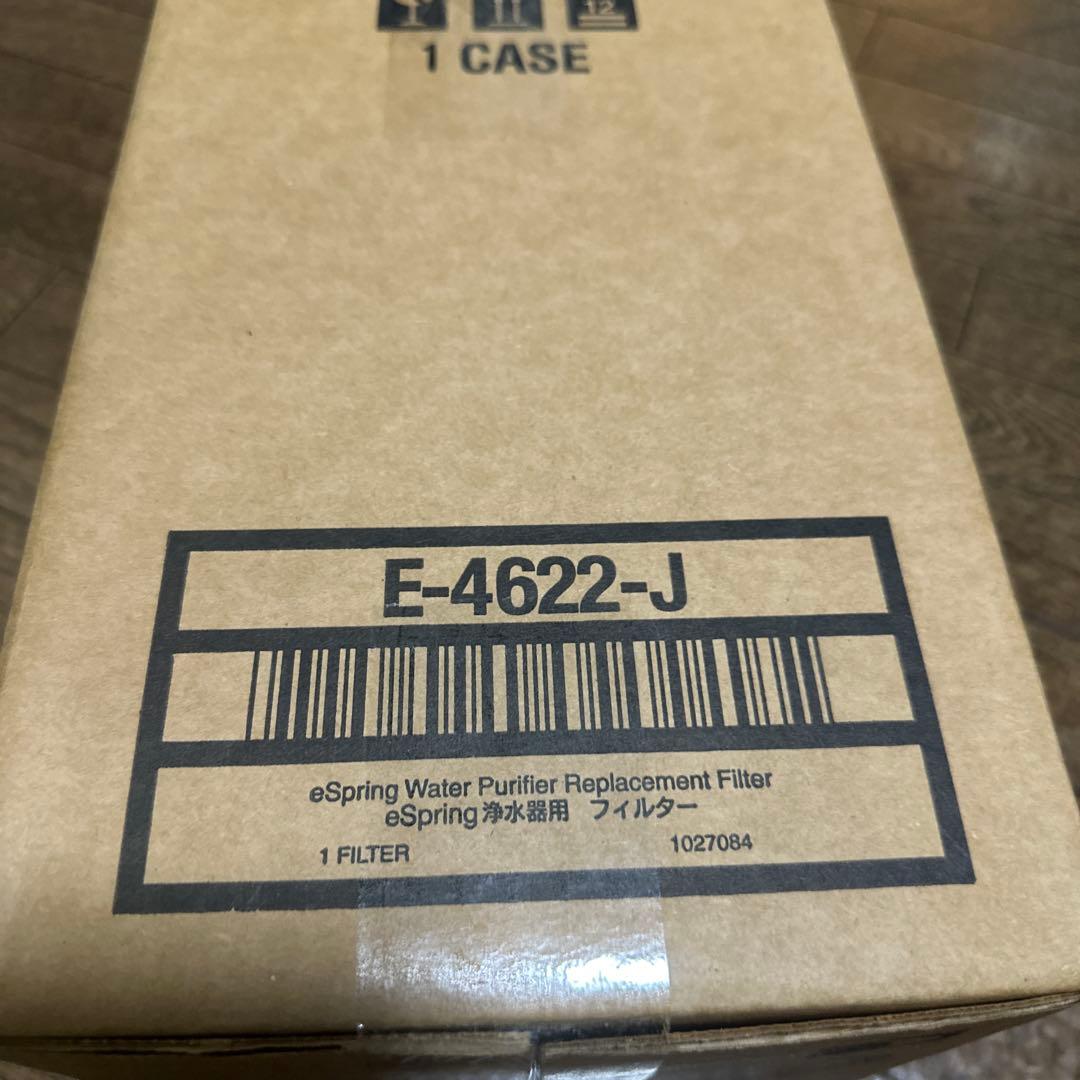 12
1 CASE
E-4622-J
eSpring Water Purifier Replacement Filter
eSpring浄水器用 フィルター
1 FILTER 1027084